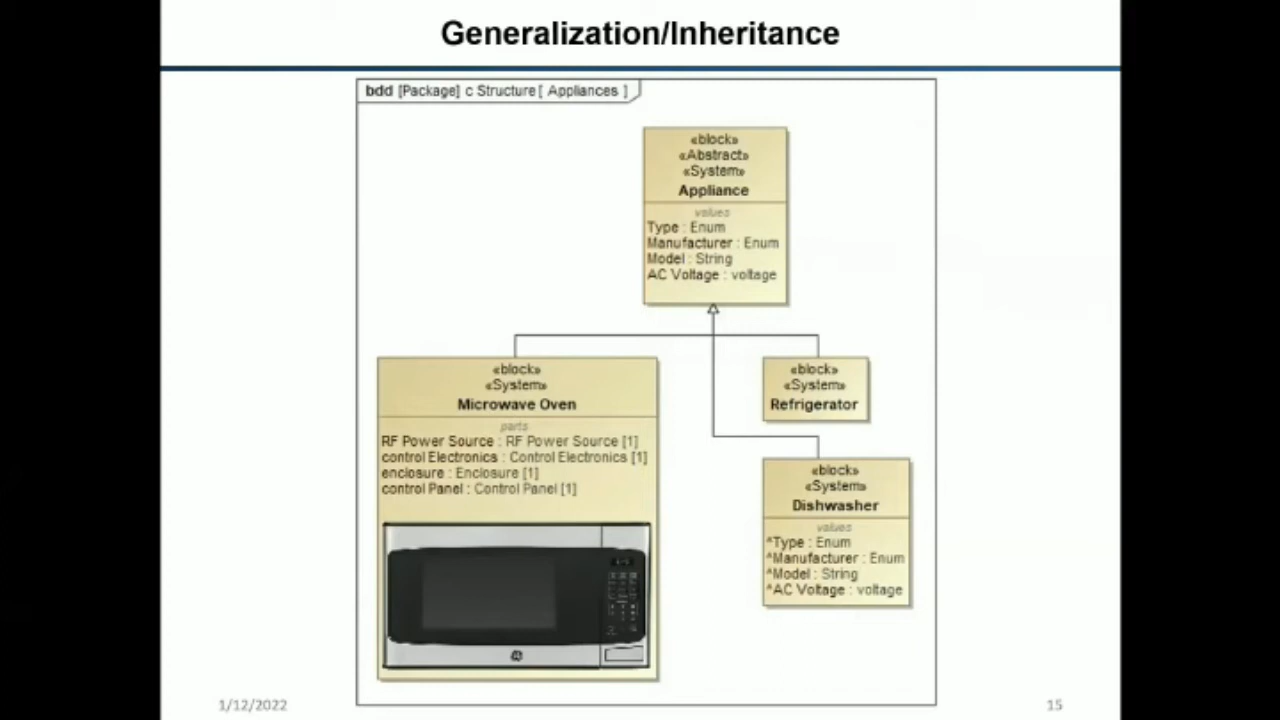 Generalization/Inheritance
bdd [Package] c Structure [ Appliances ]
«block»
«Abstract»
«System»
Appliance
values
Type : Enum
Manufacturer : Enum
Model : String
AC Voltage : voltage
«block»
«System»
Microwave Oven
parts
RF Power Source : RF Power Source [1]
control Electronics : Control Electronics [1]
enclosure : Enclosure [1]
control Panel : Control Panel [1]
«block»
«System»
Refrigerator
«block»
«System»
Dishwasher
values
^Type : Enum
^Manufacturer : Enum
^Model : String
^AC Voltage : voltage
1/12/2022
15